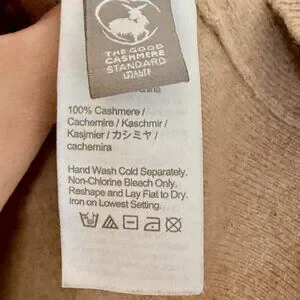 THE GOOD
CASHMERE
STANDARD
100% Cashmere /
Cachemire / Kaschmir /
Kasjmier / カシミヤ /
cachemira
Hand Wash Cold Separately.
Non-Chlorine Bleach Only.
Reshape and Lay Flat to Dry.
Iron on Lowest Setting.